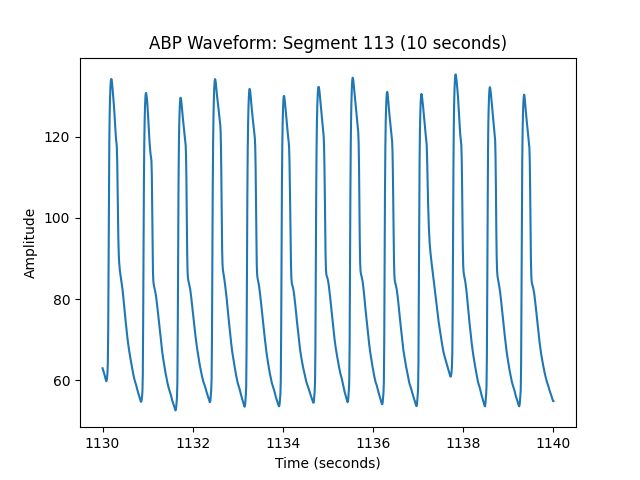 ABP Waveform: Segment 113 (10 seconds)
120
100
80
60
Amplitude
1130 1132 1134 1136 1138 1140
Time (seconds)